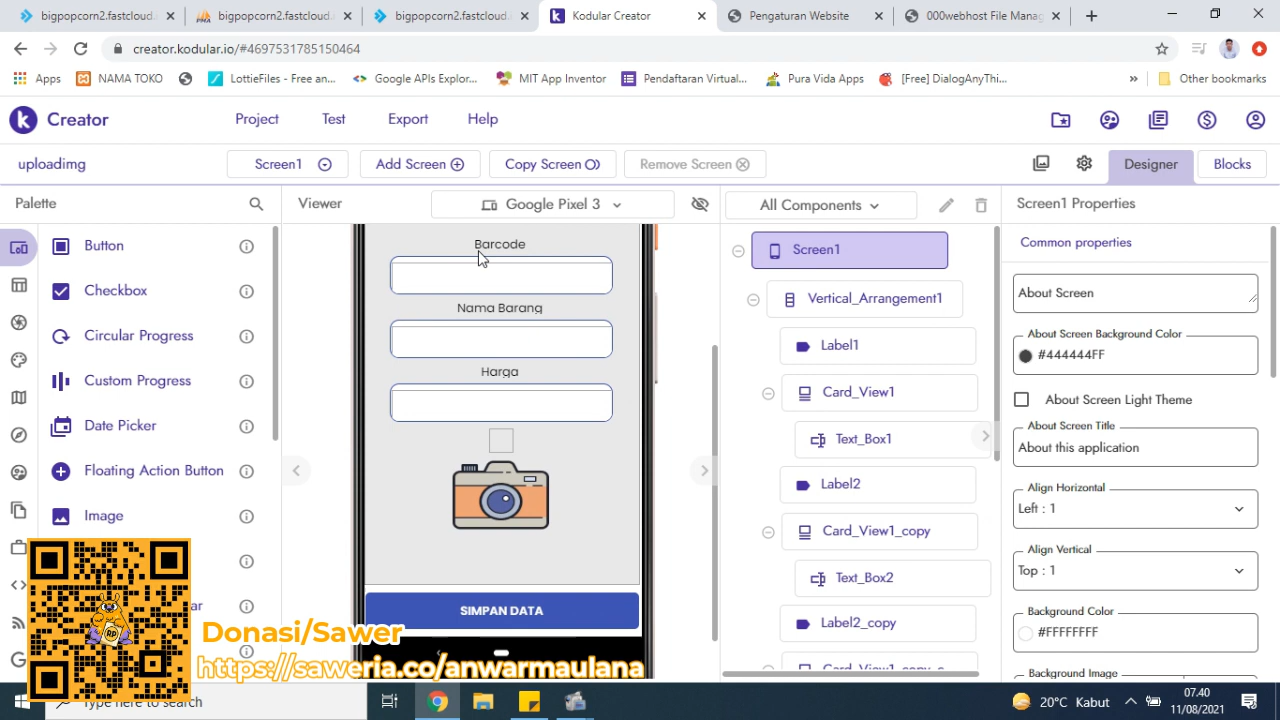 bigpopcorn2.fastcloud.
bigpopcorn2.fastcloud.i
bigpopcorn2.fastcloud.i
Kodular Creator
Pengaturan Website
000webhost File Manag
creator.kodular.io/#4697531785150464
Apps
NAMA TOKO
LottieFiles - Free an...
Google APIs Explor...
MIT App Inventor
Pendaftaran Virtual...
Pura Vida Apps
[Free] DialogAnyThi...
»
Other bookmarks
Creator
Project
Test
Export
Help
uploadimg
Screen1
Add Screen
Copy Screen
Remove Screen
Designer
Blocks
Palette
Viewer
Google Pixel 3
All Components
Screen1 Properties
Button
Checkbox
Circular Progress
Custom Progress
Date Picker
Floating Action Button
Image
Barcode
Nama Barang
Harga
SIMPAN DATA
Screen1
Vertical_Arrangement1
Label1
Card_View1
Text_Box1
Label2
Card_View1_copy
Text_Box2
Label2_copy
Card_View1_copy_c
Common properties
About Screen
About Screen Background Color
#444444FF
About Screen Light Theme
About Screen Title
About this application
Align Horizontal
Left : 1
Align Vertical
Top : 1
Background Color
#FFFFFFFF
Background Image
RP
Donasi/Sawer
https://saweria.co/anwarmaulana
Type here to search
20°C Kabut
07.40
11/08/2021